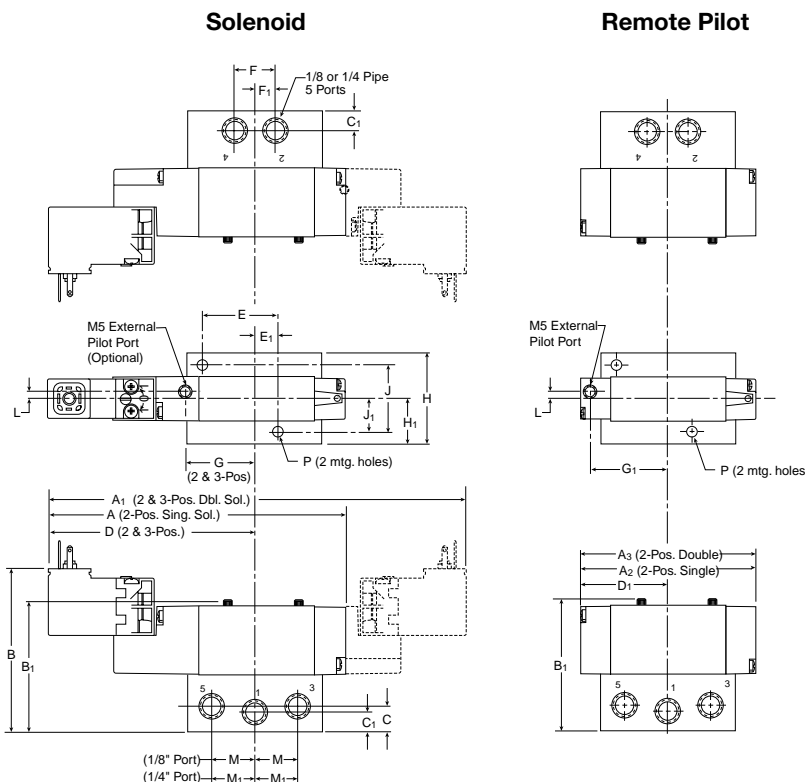 Solenoid
Remote Pilot
F
F1
1/8 or 1/4 Pipe
5 Ports
C1
4
2
4
2
E
E1
M5 External
Pilot Port
(Optional)
L
J
J1
H
H1
G
(2 & 3-Pos)
P (2 mtg. holes)
M5 External
Pilot Port
L
G1
P (2 mtg. holes
A1 (2 & 3-Pos. Dbl. Sol.)
A (2-Pos. Sing. Sol.)
D (2 & 3-Pos.)
B
B1
5
1
3
C1
C
(1/8" Port)
M
M
(1/4" Port)
M1
M1
A3 (2-Pos. Double)
A2 (2-Pos. Single)
D1
B1
5
1
3